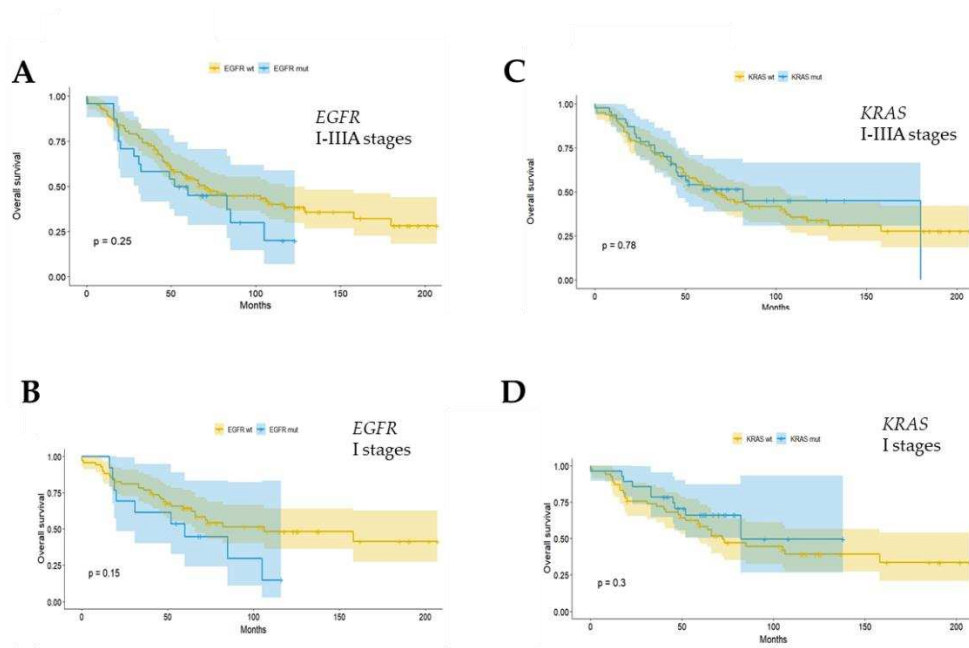 A
EGFR wt EGFR mut
EGFR
I-IIIA stages
Overall survival
1.00
0.75
0.50
0.25
0.00
p = 0.25
0 50 100 150 200
Months
C
KRAS wt KRAS mut
KRAS
I-IIIA stages
Overall survival
1.00
0.75
0.50
0.25
0.00
p = 0.78
0 50 100 150 200
Months
B
EGFR wt EGFR mut
EGFR
I stages
Overall survival
1.00
0.75
0.50
0.25
0.00
p = 0.15
0 50 100 150 200
Months
D
KRAS wt KRAS mut
KRAS
I stages
Overall survival
1.00
0.75
0.50
0.25
0.00
p = 0.3
0 50 100 150 200
Months